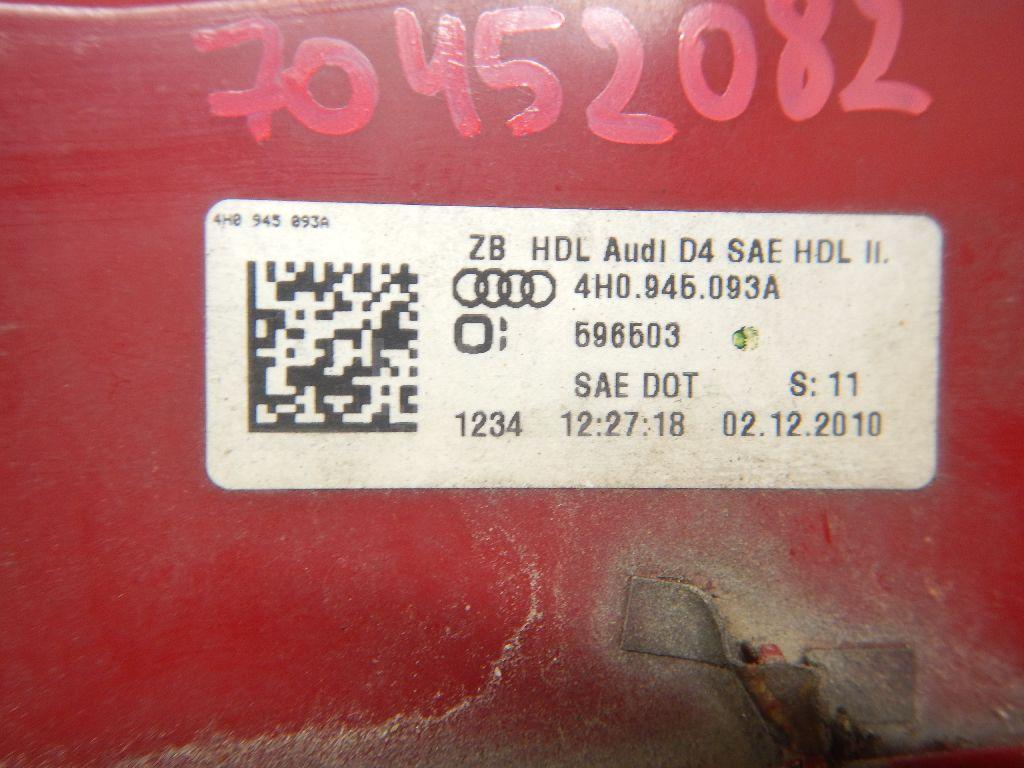 70452082
4H0 945 093A
ZB HDL Audi D4 SAE HDL II.
4H0.945.093A
596503
SAE DOT S: 11
1234 12:27:18 02.12.2010